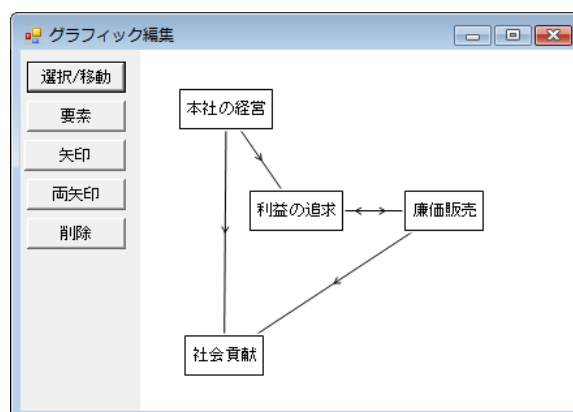 グラフィック編集
選択/移動
要素
矢印
両矢印
削除
本社の経営
利益の追求
廉価販売
社会貢献